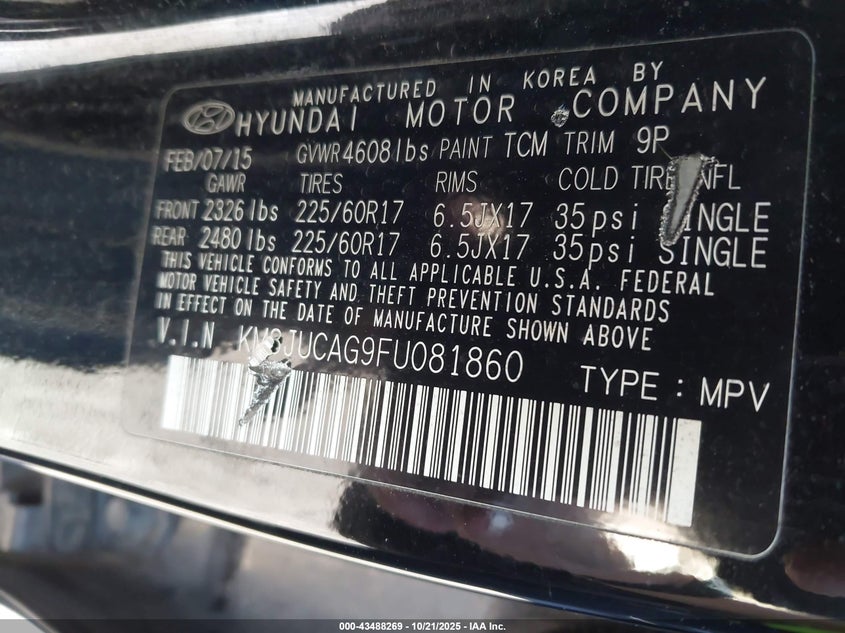 MANUFACTURED IN KOREA BY
HYUNDAI MOTOR COMPANY
FEB/07/15 GVWR 4608 lbs PAINT TCM TRIM 9P
GAWR TIRES RIMS COLD TIRE INFL
FRONT 2326 lbs 225/60R17 6.5JX17 35psi SINGLE
REAR 2480 lbs 225/60R17 6.5JX17 35psi SINGLE
THIS VEHICLE CONFORMS TO ALL APPLICABLE U.S.A. FEDERAL
MOTOR VEHICLE SAFETY AND THEFT PREVENTION STANDARDS
IN EFFECT ON THE DATE OF MANUFACTURE SHOWN ABOVE
V.I.N KM8JUCAG9FU081860
TYPE : MPV
000-43488269 - 10/21/2025 - IAA Inc.